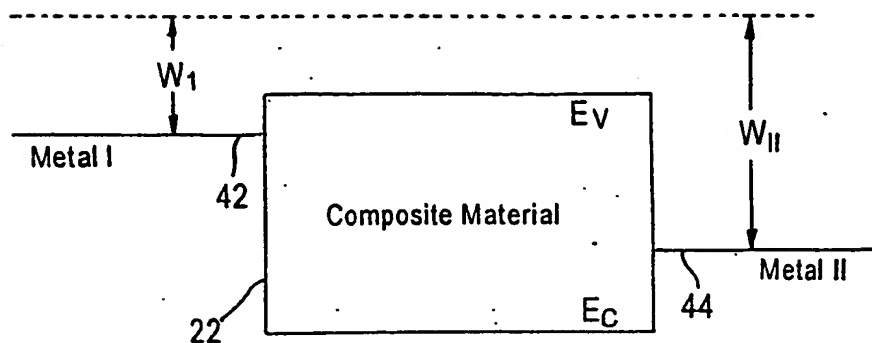 W1
EV
WII
Metal I
42
Composite Material
Metal II
44
22
EC